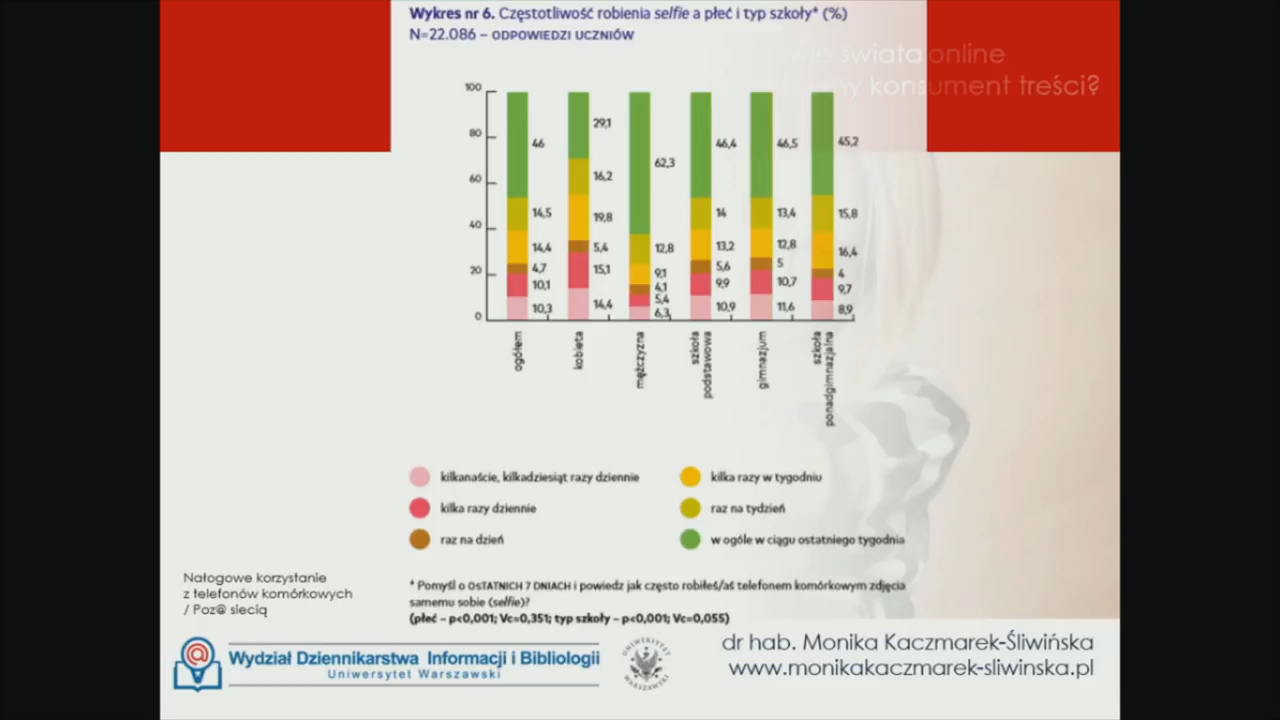 Wykres nr 6. Częstotliwość robienia selfie a płeć i typ szkoły* (%)
N=22.086 – ODPOWIEDZI UCZNIÓW
świata online
konsument treści?
100
80
60
40
20
0
46
14,5
14,4
4,7
10,1
10,3
29,1
16,2
19,8
5,4
15,1
14,4
62,3
12,8
9,1
4,1
5,4
6,3
46,4
14
13,2
5,6
9,9
10,9
46,5
13,4
12,8
5
10,7
11,6
45,2
15,8
16,4
4
9,7
8,9
ogółem
kobieta
mężczyzna
szkoła
podstawowa
gimnazjum
szkoła
ponadgimnazjalna
kilkanaście, kilkadziesiąt razy dziennie
kilka razy dziennie
raz na dzień
kilka razy w tygodniu
raz na tydzień
w ogóle w ciągu ostatniego tygodnia
* Pomyśl o OSTATNICH 7 DNIACH i powiedz jak często robiłeś/aś telefonem komórkowym zdjęcia
samemu sobie (selfie)?
(płeć – p<0,001; Vc=0,351; typ szkoły – p<0,001; Vc=0,055)
Nałogowe korzystanie
z telefonów komórkowych
/ Poz@ siecią
Wydział Dziennikarstwa Informacji i Bibliologii
Uniwersytet Warszawski
UNIWERSYTET
WARSZAWSKI
dr hab. Monika Kaczmarek-Śliwińska
www.monikakaczmarek-sliwinska.pl